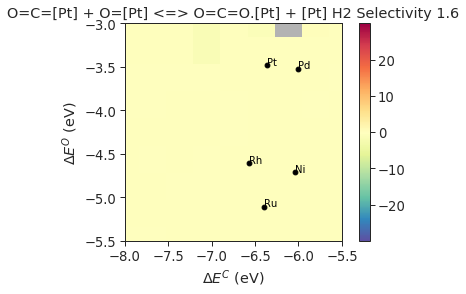 O=C=[Pt] + O=[Pt] <=> O=C=O.[Pt] + [Pt] H2 Selectivity 1.6
−3.0
−3.5
−4.0
−4.5
−5.0
−5.5
ΔE^O (eV)
Pt
Pd
Rh
Ni
Ru
−8.0 −7.5 −7.0 −6.5 −6.0 −5.5
ΔE^C (eV)
20
10
0
−10
−20